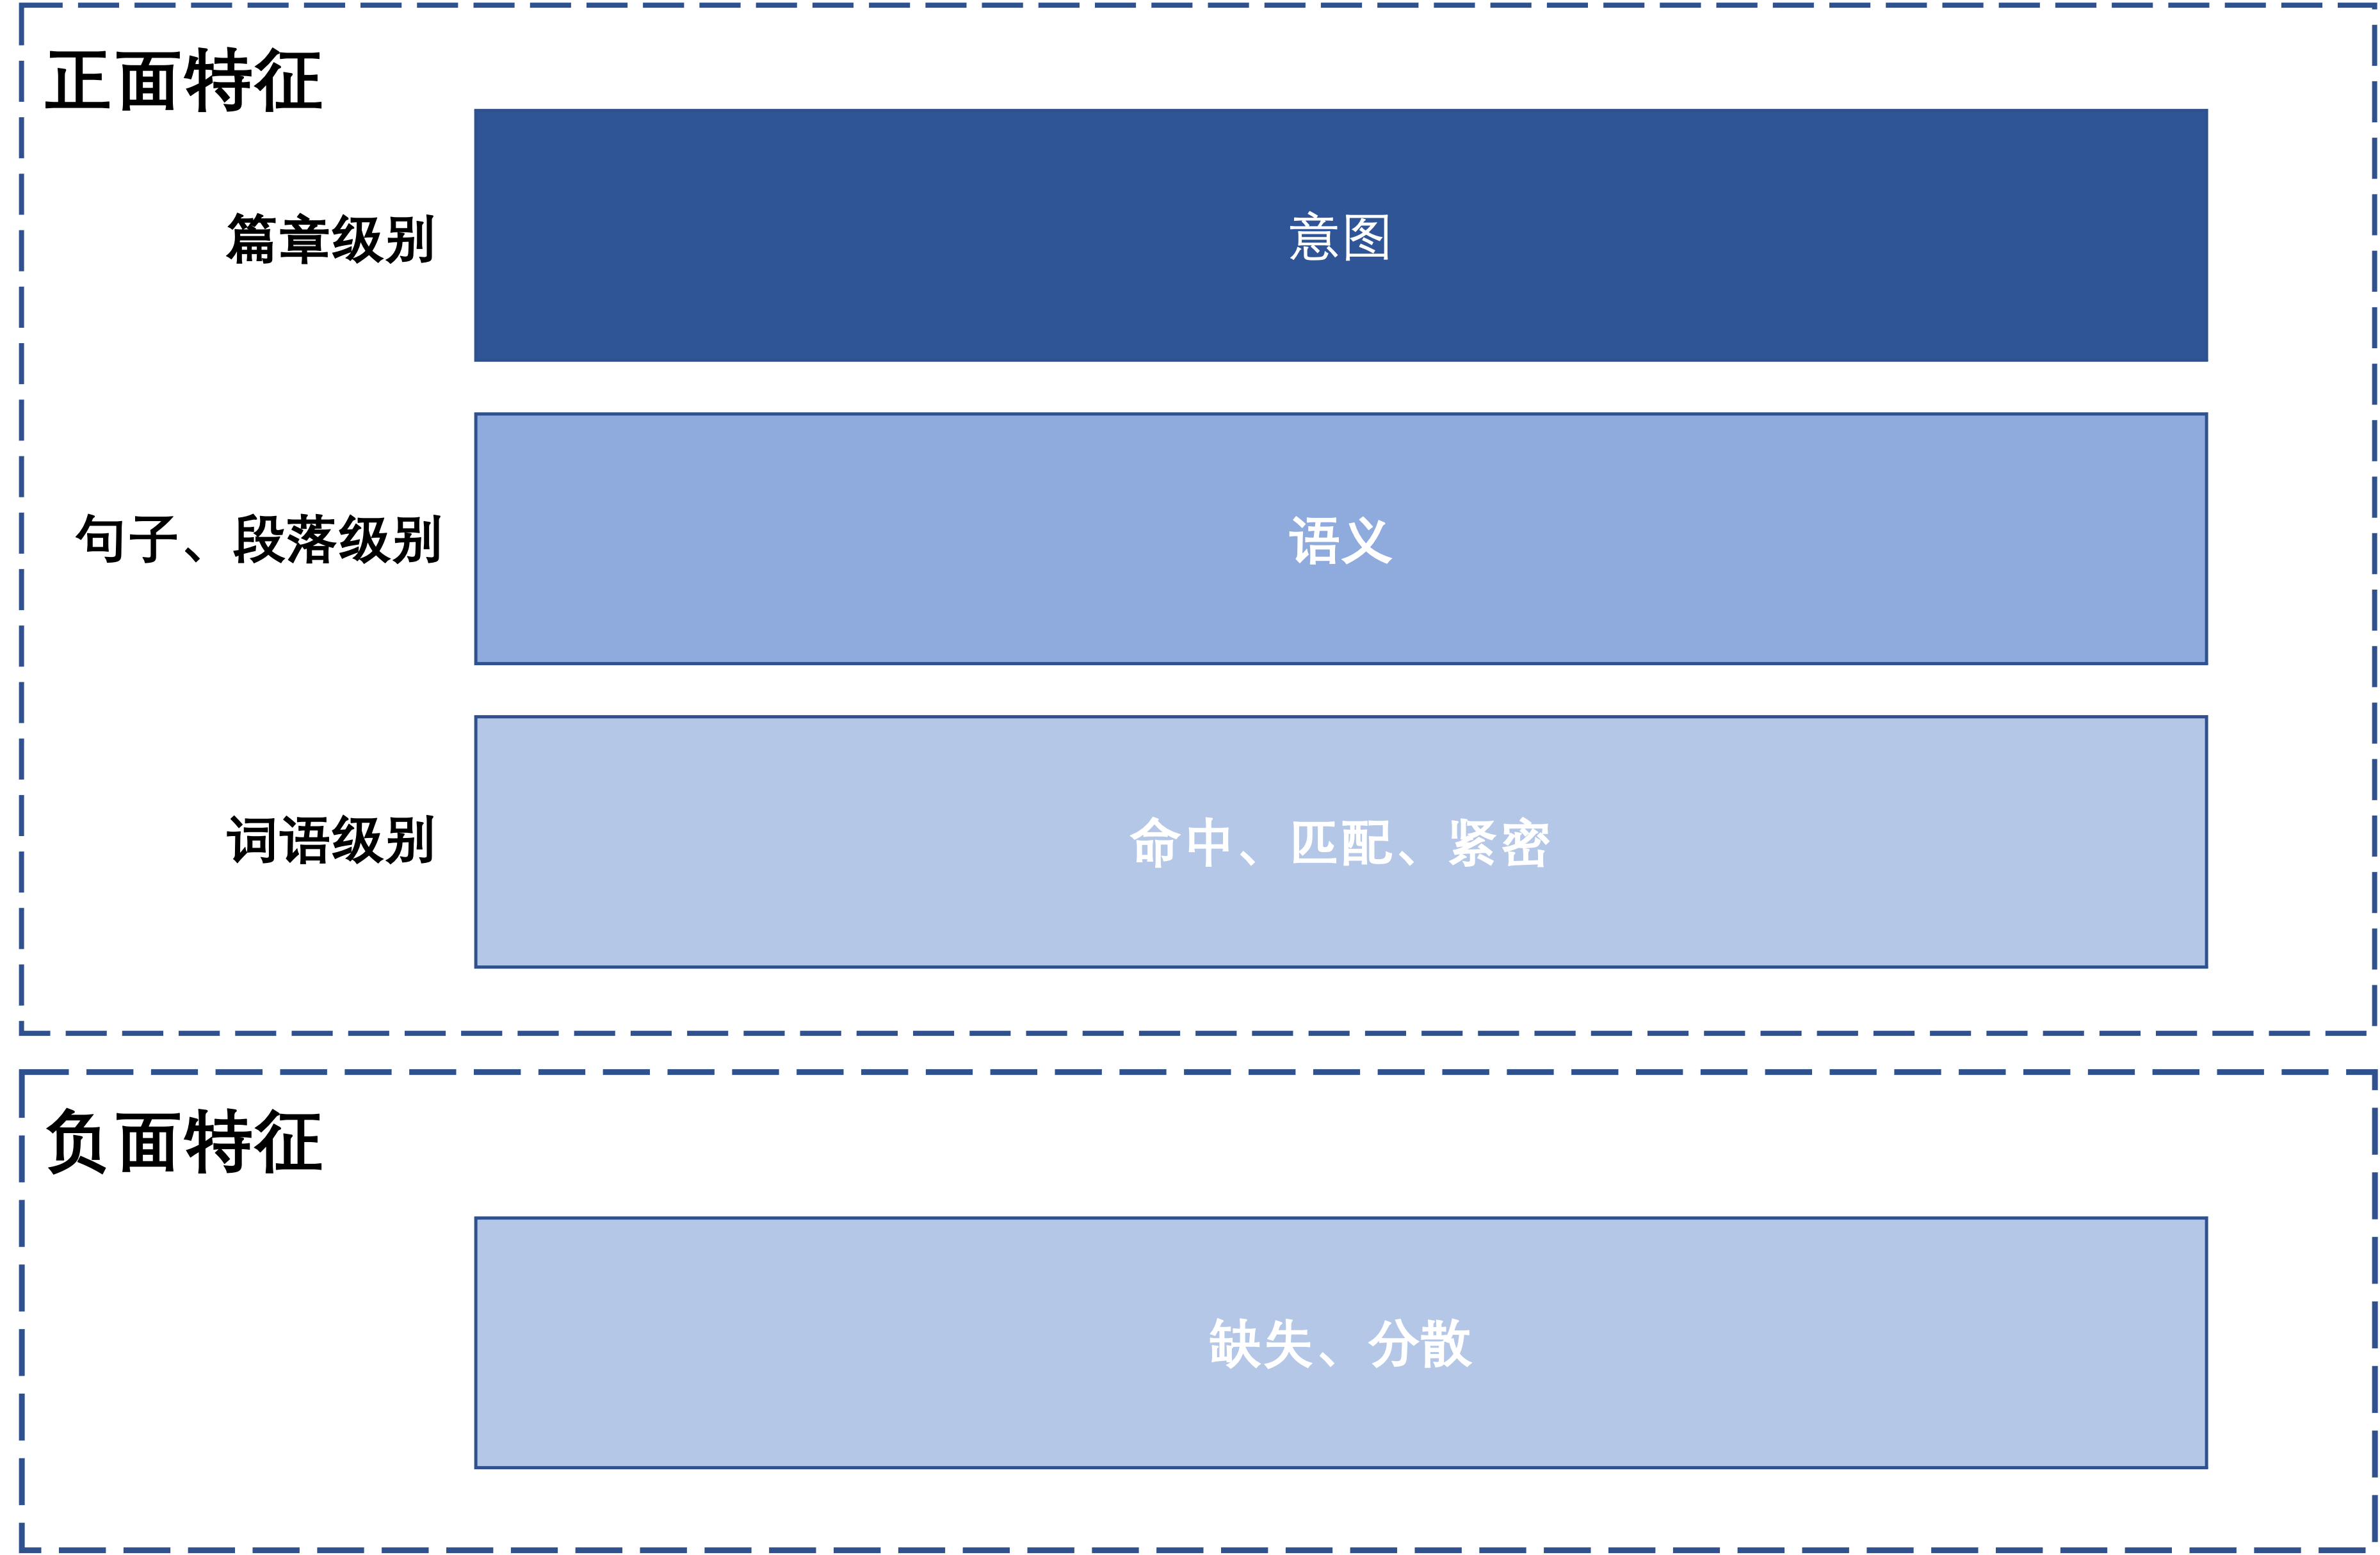 正面特征
篇章级别
意图
句子、段落级别
语义
词语级别
命中、匹配、紧密
负面特征
缺失、分散